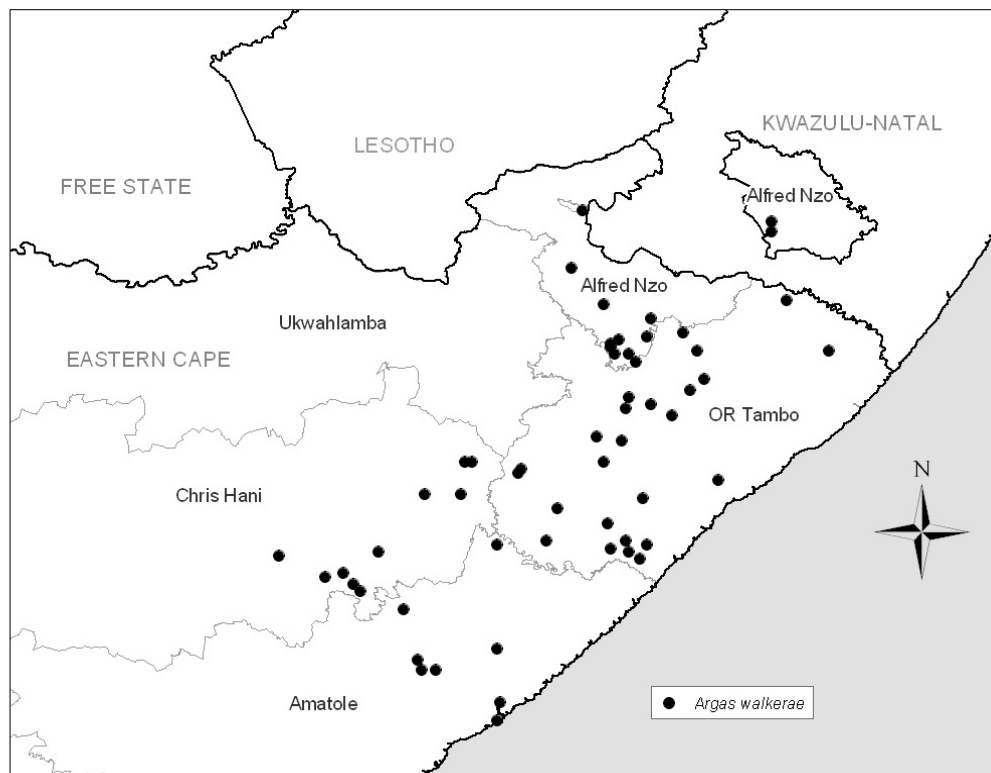 KWAZULU-NATAL
LESOTHO
FREE STATE
Alfred Nzo
Alfred Nzo
Ukwahlamba
EASTERN CAPE
OR Tambo
Chris Hani
N
Amatole
Argas walkerae